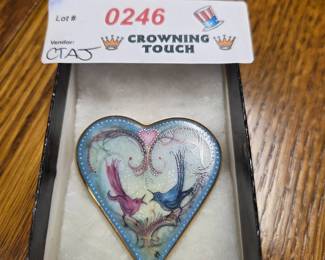 Lot # 0246
Vendor: CTAJ
CROWNING
TOUCH